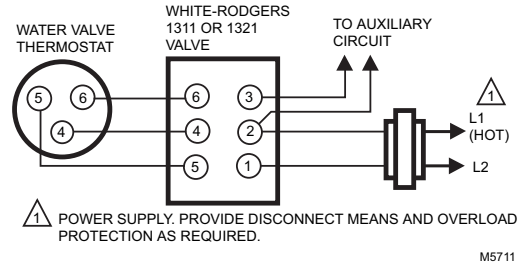 WATER VALVE
THERMOSTAT
WHITE-RODGERS
1311 OR 1321
VALVE
TO AUXILIARY
CIRCUIT
5
6
4
6
4
5
3
2
1
1
L1
(HOT)
L2
1 POWER SUPPLY. PROVIDE DISCONNECT MEANS AND OVERLOAD
PROTECTION AS REQUIRED.
M5711